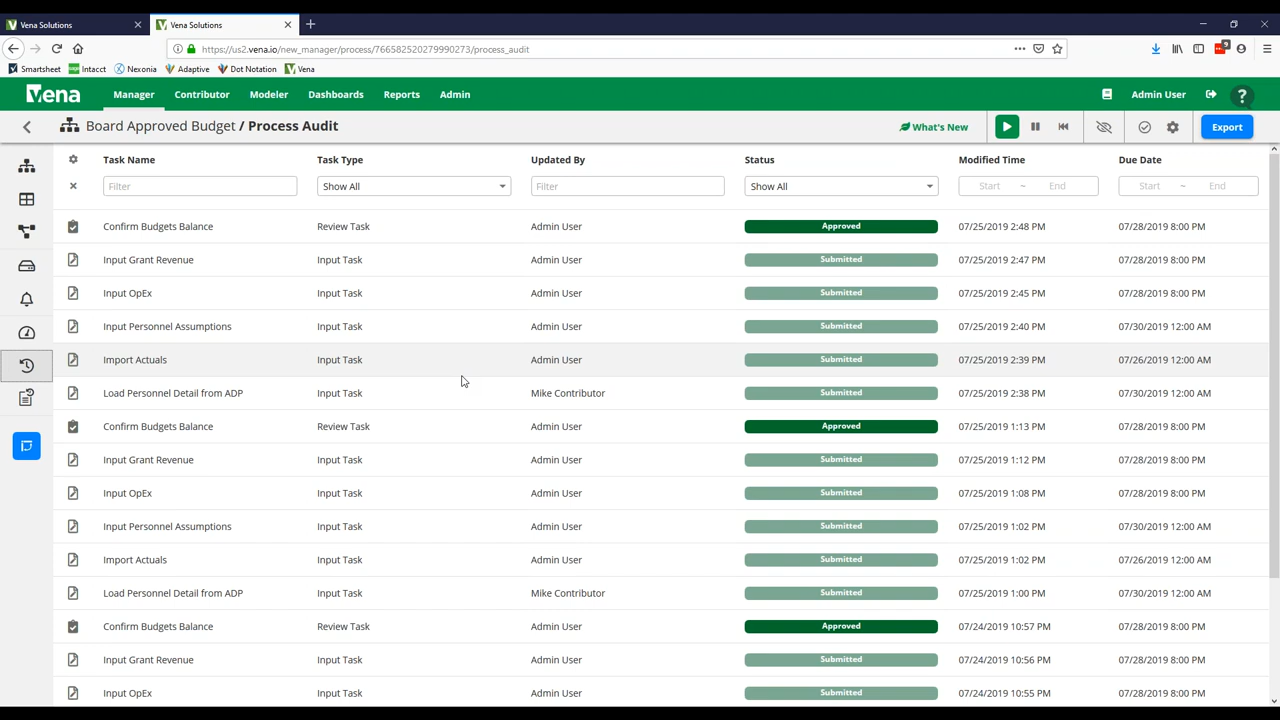 Vena Solutions
Vena Solutions
https://us2.vena.io/new_manager/process/766582520279990273/process_audit
9
Smartsheet Intacct Nexonia Adaptive Dot Notation Vena
Vena Manager Contributor Modeler Dashboards Reports Admin Admin User ?
Board Approved Budget / Process Audit What's New Export
Task Name Task Type Updated By Status Modified Time Due Date
Filter Show All Filter Show All Start ~ End Start ~ End
Confirm Budgets Balance Review Task Admin User Approved 07/25/2019 2:48 PM 07/28/2019 8:00 PM
Input Grant Revenue Input Task Admin User Submitted 07/25/2019 2:47 PM 07/28/2019 8:00 PM
Input OpEx Input Task Admin User Submitted 07/25/2019 2:45 PM 07/28/2019 8:00 PM
Input Personnel Assumptions Input Task Admin User Submitted 07/25/2019 2:40 PM 07/30/2019 12:00 AM
Import Actuals Input Task Admin User Submitted 07/25/2019 2:39 PM 07/26/2019 12:00 AM
Load Personnel Detail from ADP Input Task Mike Contributor Submitted 07/25/2019 2:38 PM 07/30/2019 12:00 AM
Confirm Budgets Balance Review Task Admin User Approved 07/25/2019 1:13 PM 07/28/2019 8:00 PM
Input Grant Revenue Input Task Admin User Submitted 07/25/2019 1:12 PM 07/28/2019 8:00 PM
Input OpEx Input Task Admin User Submitted 07/25/2019 1:08 PM 07/28/2019 8:00 PM
Input Personnel Assumptions Input Task Admin User Submitted 07/25/2019 1:02 PM 07/30/2019 12:00 AM
Import Actuals Input Task Admin User Submitted 07/25/2019 1:02 PM 07/26/2019 12:00 AM
Load Personnel Detail from ADP Input Task Mike Contributor Submitted 07/25/2019 1:00 PM 07/30/2019 12:00 AM
Confirm Budgets Balance Review Task Admin User Approved 07/24/2019 10:57 PM 07/28/2019 8:00 PM
Input Grant Revenue Input Task Admin User Submitted 07/24/2019 10:56 PM 07/28/2019 8:00 PM
Input OpEx Input Task Admin User Submitted 07/24/2019 10:55 PM 07/28/2019 8:00 PM